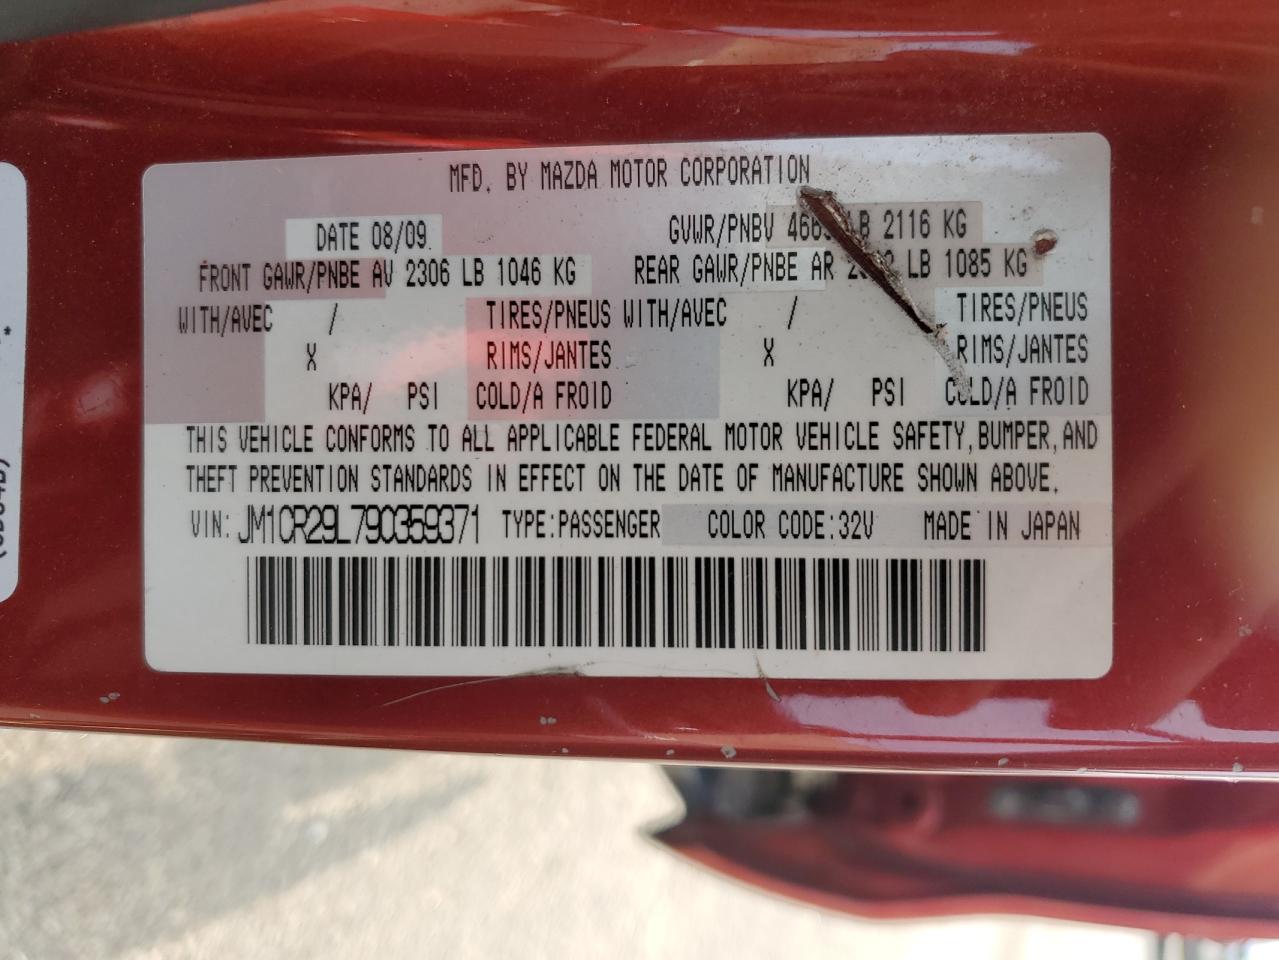 MFD. BY MAZDA MOTOR CORPORATION
DATE 08/09 GVWR/PNBV LB 2116 KG
FRONT GAWR/PNBE AV 2306 LB 1046 KG REAR GAWR/PNBE AR LB 1085 KG
WITH/AVEC / TIRES/PNEUS WITH/AVEC / TIRES/PNEUS
X RIMS/JANTES X RIMS/JANTES
KPA/ PSI COLD/A FROID KPA/ PSI COLD/A FROID
THIS VEHICLE CONFORMS TO ALL APPLICABLE FEDERAL MOTOR VEHICLE SAFETY,BUMPER,AND
THEFT PREVENTION STANDARDS IN EFFECT ON THE DATE OF MANUFACTURE SHOWN ABOVE.
VIN: JM1CR29L790359371 TYPE:PASSENGER COLOR CODE:32V MADE IN JAPAN